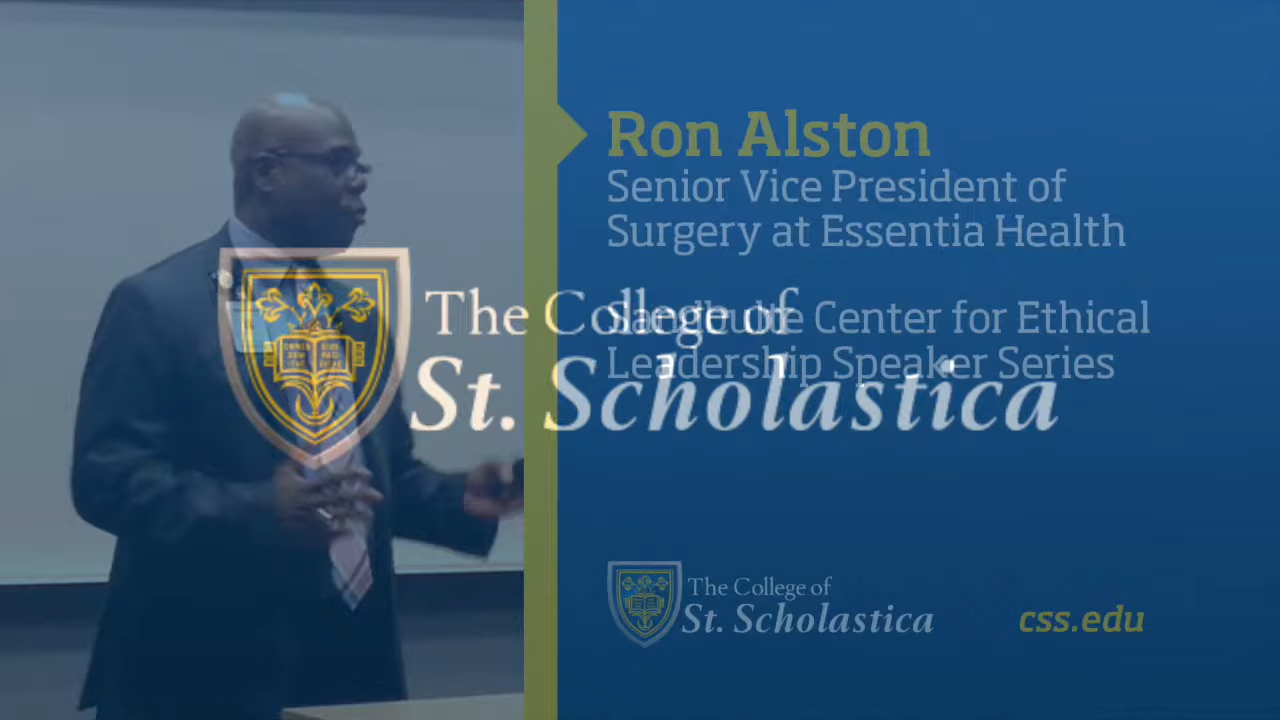 Ron Alston
Senior Vice President of
Surgery at Essentia Health
The College of
St. Scholastica
Center for Ethical
Leadership Speaker Series
The College of
St. Scholastica
css.edu